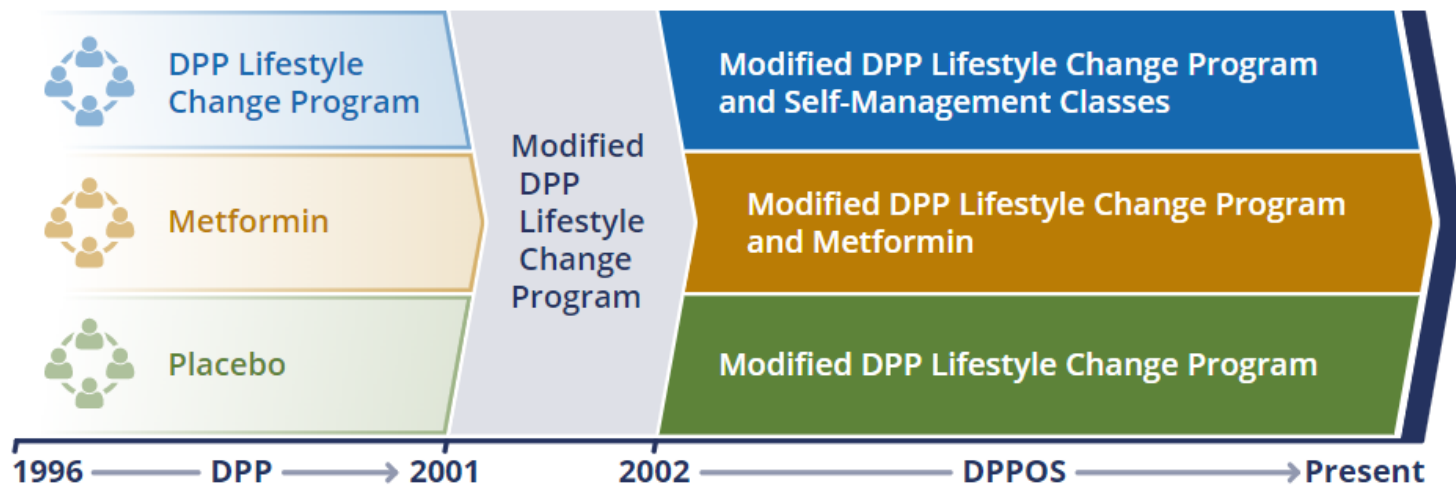 DPP Lifestyle
Change Program
Metformin
Placebo
Modified
DPP
Lifestyle
Change
Program
Modified DPP Lifestyle Change Program
and Self-Management Classes
Modified DPP Lifestyle Change Program
and Metformin
Modified DPP Lifestyle Change Program
1996 DPP 2001 2002 DPPOS Present